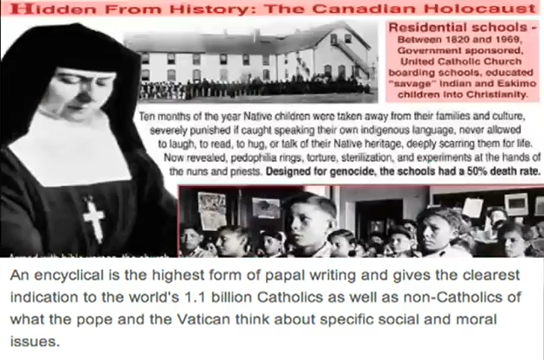 Hidden From History: The Canadian Holocaust
Residential schools -
Between 1820 and 1969,
Government sponsored,
United Catholic Church
boarding schools, educated
"savage" Indian and Eskimo
children into Christianity.
Ten months of the year Native children were taken away from their families and culture,
severely punished if caught speaking their own indigenous language, never allowed
to laugh, to read, to hug, or talk of their Native heritage, deeply scarring them for life.
Now revealed, pedophilia rings, torture, sterilization, and experiments at the hands of
the nuns and priests. Designed for genocide, the schools had a 50% death rate.
An encyclical is the highest form of papal writing and gives the clearest
indication to the world's 1.1 billion Catholics as well as non-Catholics of
what the pope and the Vatican think about specific social and moral
issues.